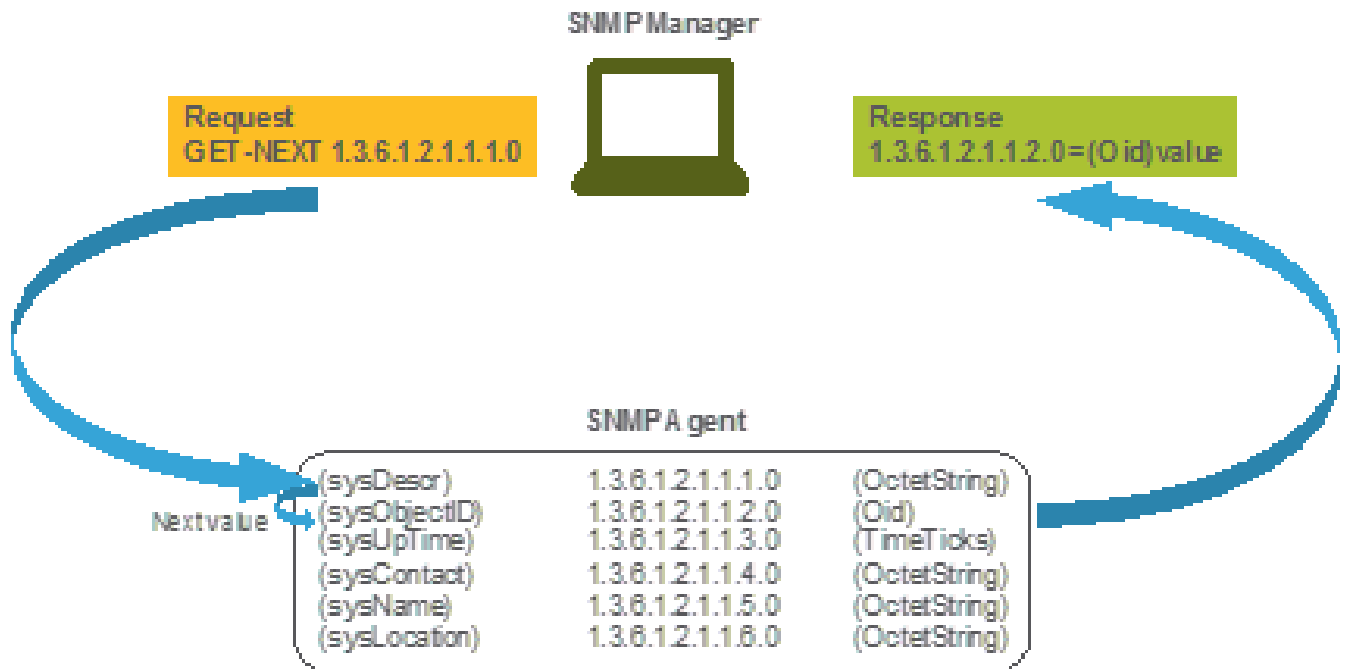 SNMP Manager
Request
GET-NEXT 1.3.6.1.2.1.1.1.0
Response
1.3.6.1.2.1.1.2.0=(Oid)value
SNMP Agent
(sysDescr) 1.3.6.1.2.1.1.1.0 (OctetString)
(sysObjectID) 1.3.6.1.2.1.1.2.0 (Oid)
Next value
(sysUpTime) 1.3.6.1.2.1.1.3.0 (TimeTicks)
(sysContact) 1.3.6.1.2.1.1.4.0 (OctetString)
(sysName) 1.3.6.1.2.1.1.5.0 (OctetString)
(sysLocation) 1.3.6.1.2.1.1.6.0 (OctetString)